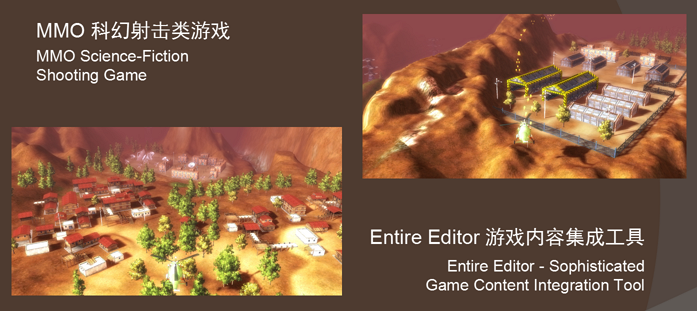 MMO 科幻射击类游戏
MMO Science-Fiction
Shooting Game
Entire Editor 游戏内容集成工具
Entire Editor - Sophisticated
Game Content Integration Tool